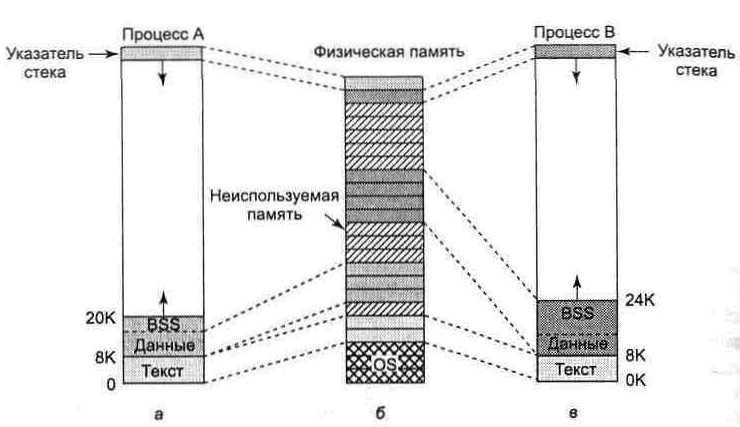 Процесс А
Физическая память
Процесс В
Указатель
стека
Указатель
стека
Неиспользуемая
память
20K
BSS
Данные
8K
Текст
0
OS
24K
BSS
Данные
8K
Текст
0K
а
б
в